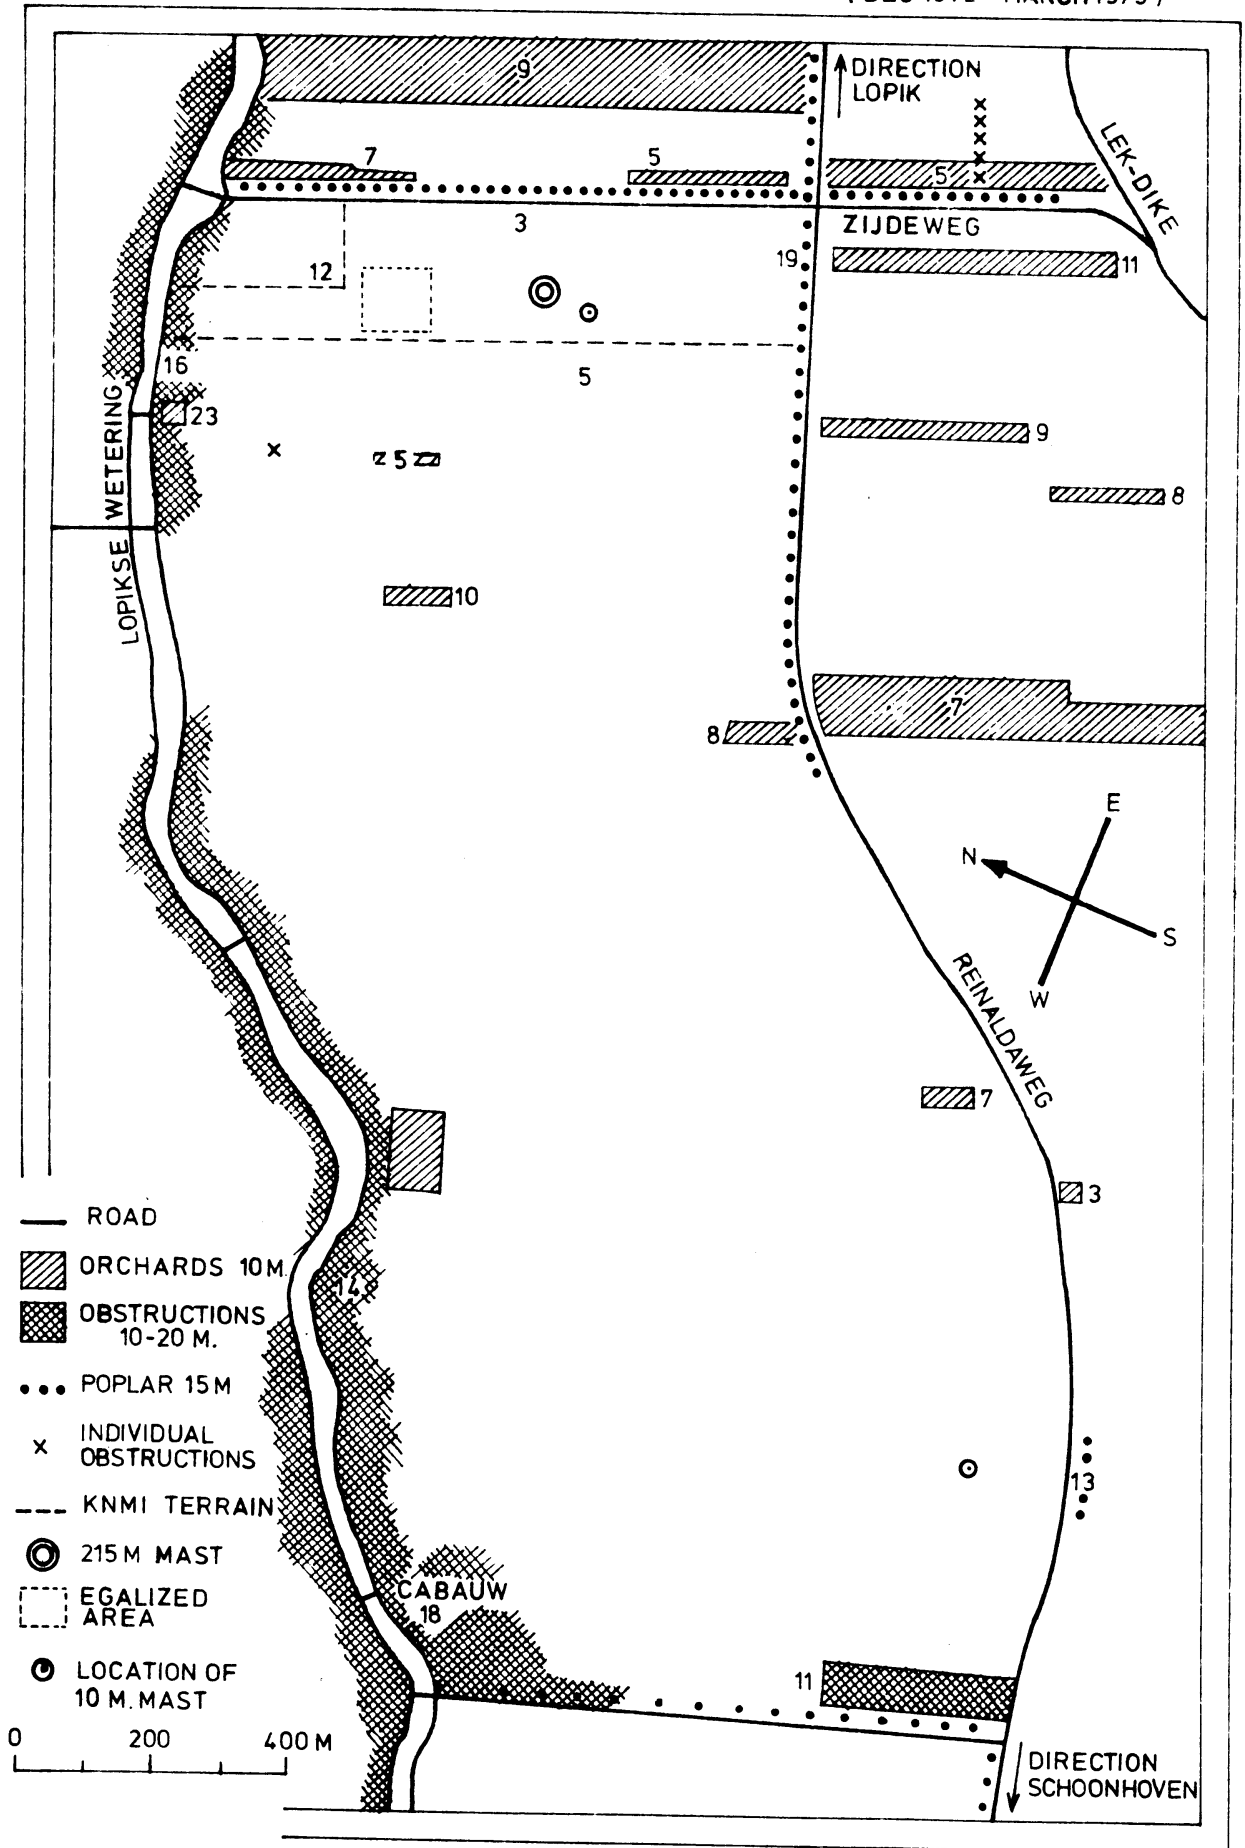 DIRECTION
LOPIK
9
LEK-DIKE
7
5
5
3
ZIJDEWEG
19
11
12
5
16
23
LOPIKSE WETERING
5
9
8
10
7
8
E
N
S
W
REINALDAWEG
7
3
14
13
CABAUW
18
11
DIRECTION
SCHOONHOVEN
ROAD
ORCHARDS 10M.
OBSTRUCTIONS
10-20 M.
POPLAR 15M
INDIVIDUAL
OBSTRUCTIONS
KNMI TERRAIN
215M MAST
EGALIZED
AREA
LOCATION OF
10 M. MAST
0 200 400 M